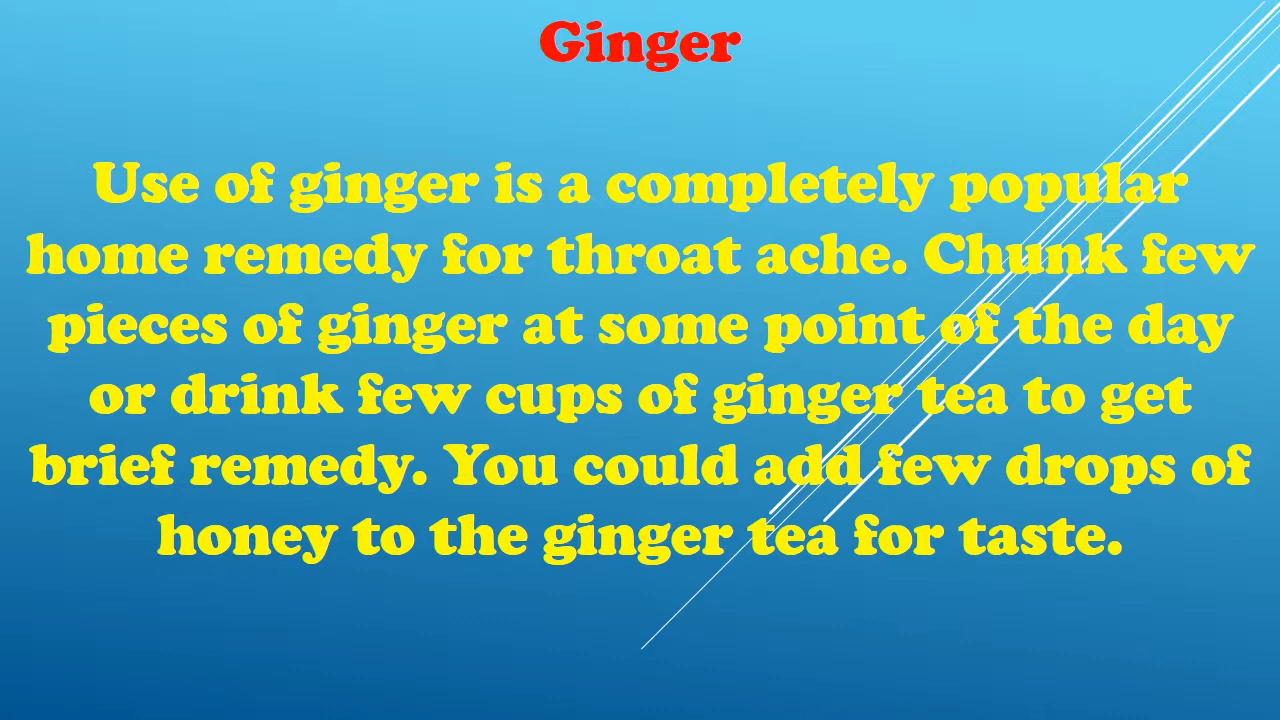 Ginger
Use of ginger is a completely popular
home remedy for throat ache. Chunk few
pieces of ginger at some point of the day
or drink few cups of ginger tea to get
brief remedy. You could add few drops of
honey to the ginger tea for taste.